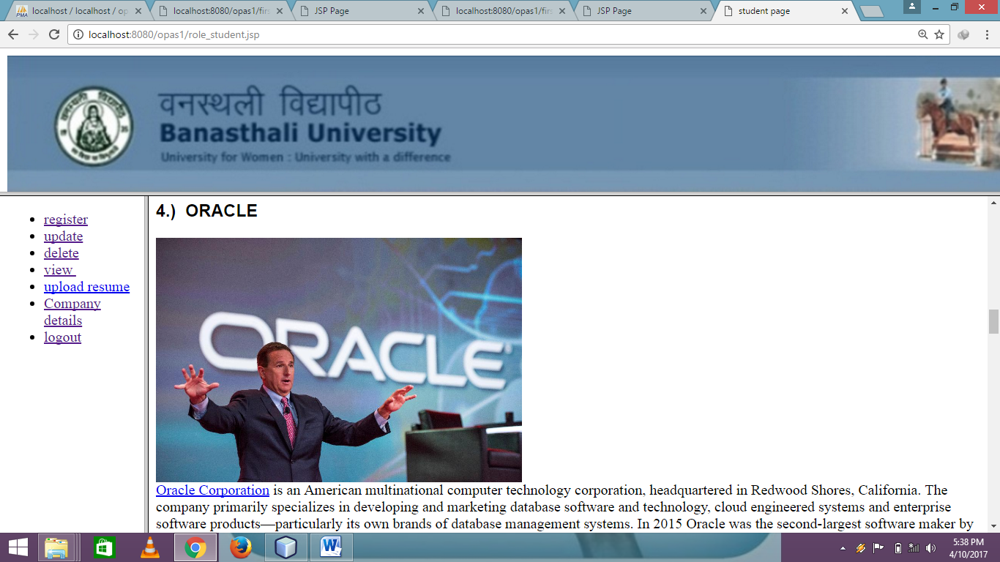 localhost / localhost / op
localhost:8080/opas1/firs
JSP Page
localhost:8080/opas1/firs
JSP Page
student page
localhost:8080/opas1/role_student.jsp
वनस्थली विद्यापीठ
Banasthali University
University for Women : University with a difference
register
update
delete
view
upload resume
Company
details
logout
4.) ORACLE
ORACLE
Oracle Corporation is an American multinational computer technology corporation, headquartered in Redwood Shores, California. The
company primarily specializes in developing and marketing database software and technology, cloud engineered systems and enterprise
software products—particularly its own brands of database management systems. In 2015 Oracle was the second-largest software maker by
5:38 PM
4/10/2017